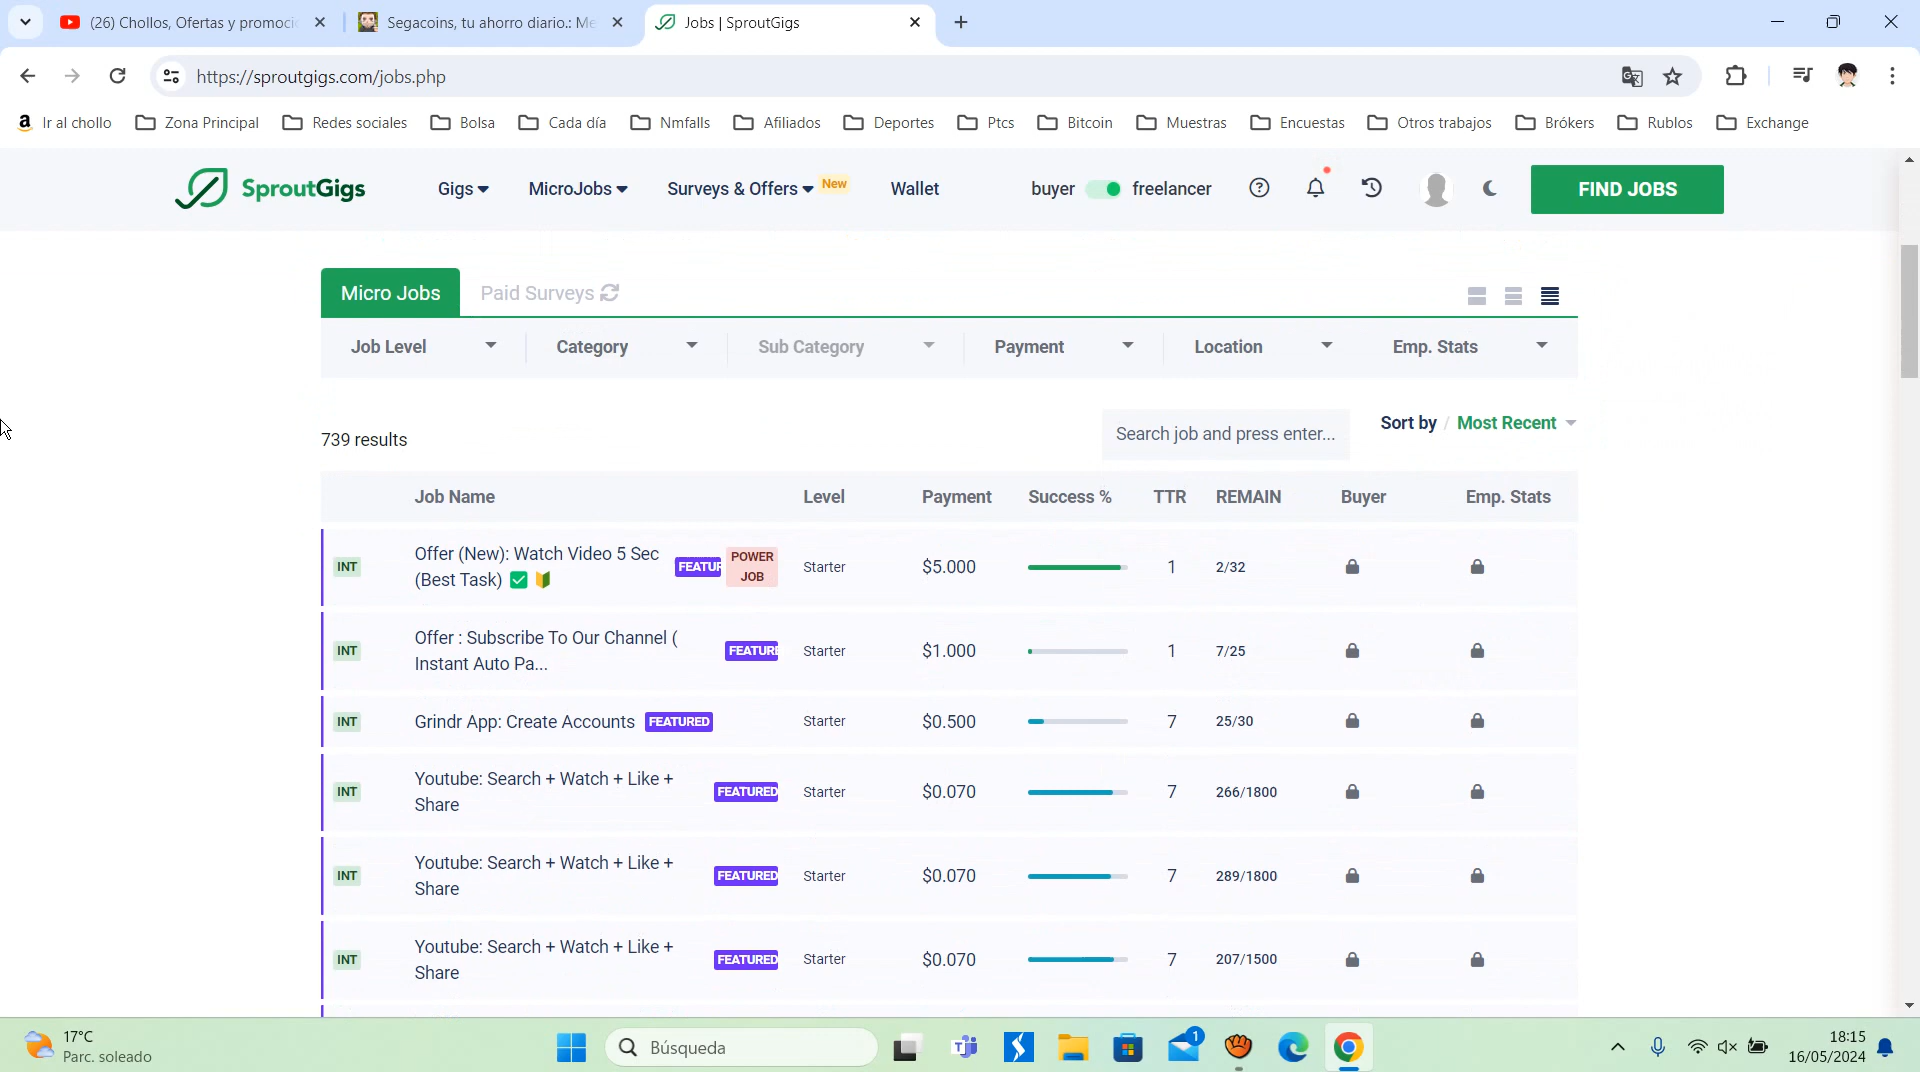 (26) Chollos, Ofertas y promoci
Segacoins, tu ahorro diario.: Me
Jobs | SproutGigs
https://sproutgigs.com/jobs.php
Ir al chollo
Zona Principal
Redes sociales
Bolsa
Cada día
Nmfalls
Afiliados
Deportes
Ptcs
Bitcoin
Muestras
Encuestas
Otros trabajos
Brókers
Rublos
Exchange
SproutGigs
Gigs
MicroJobs
Surveys & Offers
New
Wallet
buyer
freelancer
FIND JOBS
Micro Jobs
Paid Surveys
Job Level
Category
Sub Category
Payment
Location
Emp. Stats
739 results
Search job and press enter...
Sort by / Most Recent
Job Name Level Payment Success % TTR REMAIN Buyer Emp. Stats
INT
Offer (New): Watch Video 5 Sec
(Best Task) ✅ 🔰
FEATUR
POWER
JOB
Starter $5.000 1 2/32
INT
Offer : Subscribe To Our Channel (
Instant Auto Pa...
FEATURE
Starter $1.000 1 7/25
INT
Grindr App: Create Accounts
FEATURED
Starter $0.500 7 25/30
INT
Youtube: Search + Watch + Like +
Share
FEATURED
Starter $0.070 7 266/1800
INT
Youtube: Search + Watch + Like +
Share
FEATURED
Starter $0.070 7 289/1800
INT
Youtube: Search + Watch + Like +
Share
FEATURED
Starter $0.070 7 207/1500
17°C
Parc. soleado
Búsqueda
1
18:15
16/05/2024